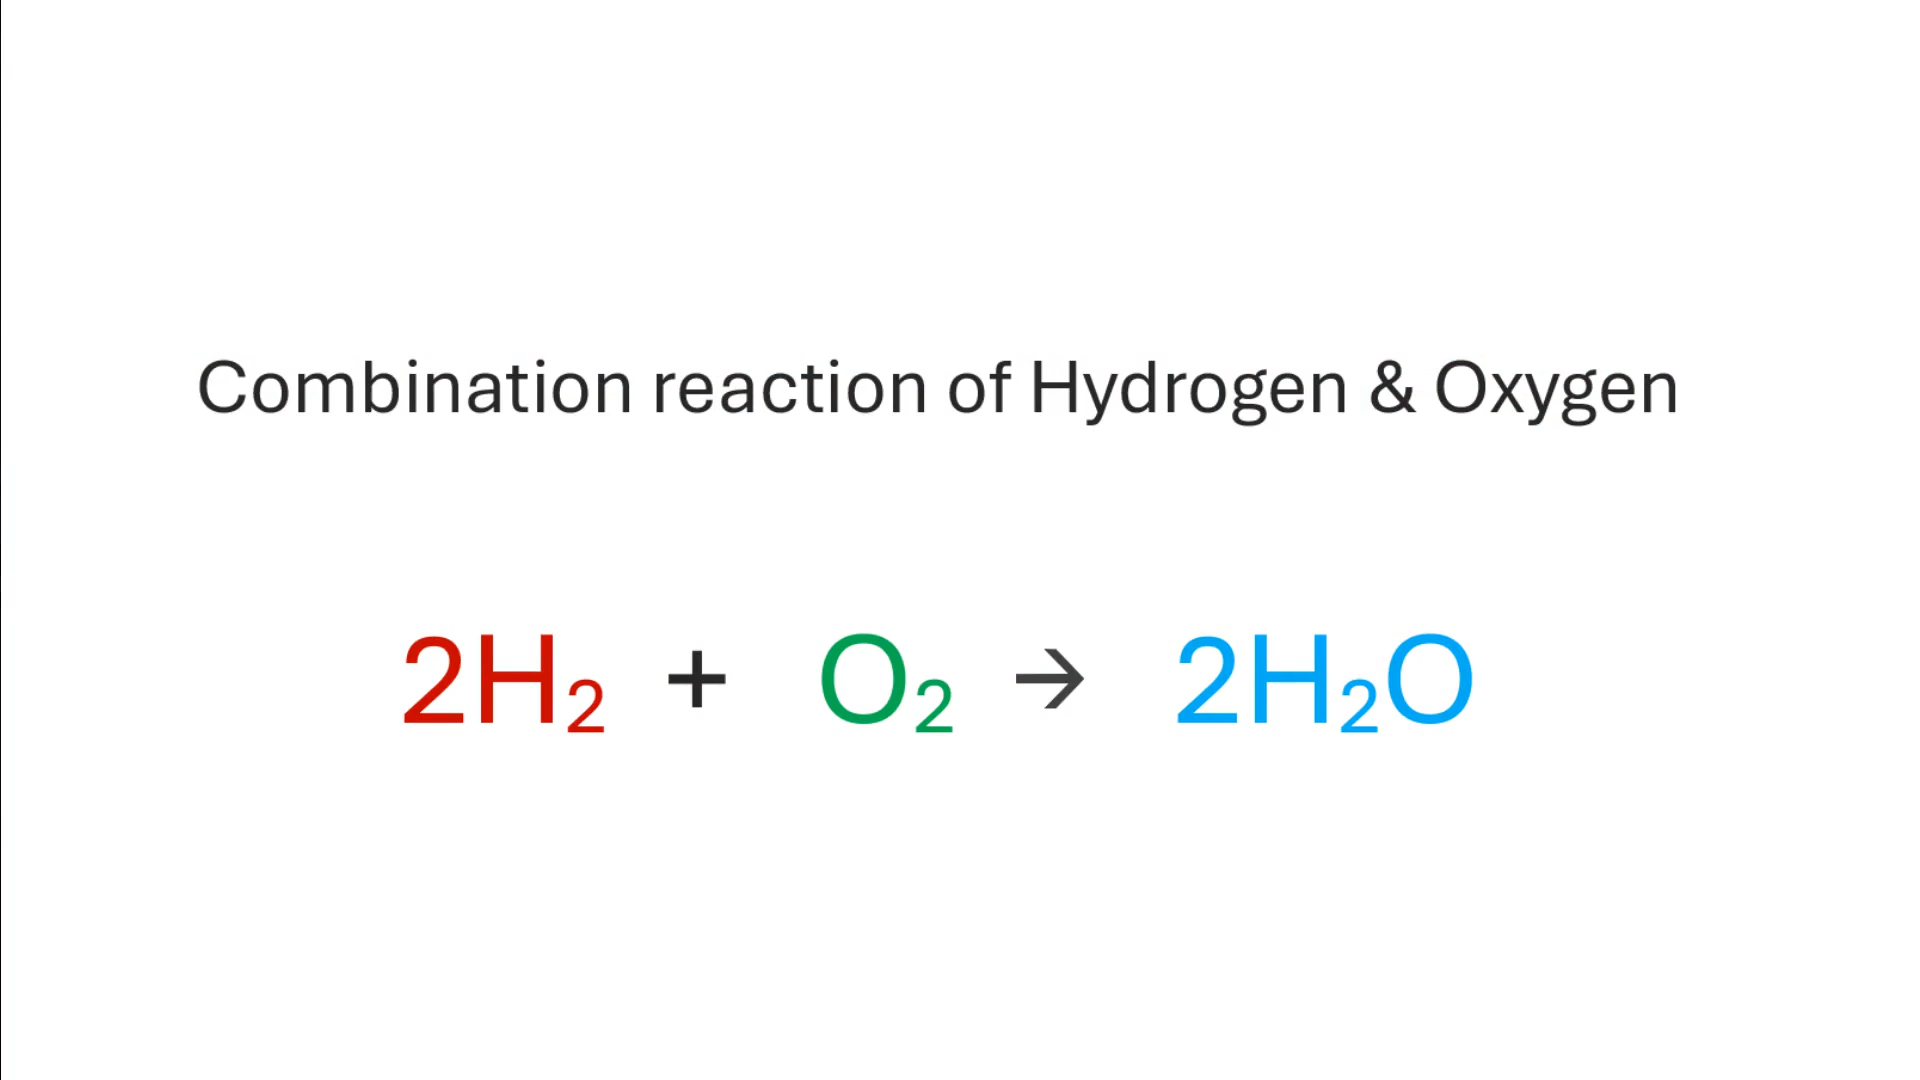 Combination reaction of Hydrogen & Oxygen
2H₂ + O₂ → 2H₂O